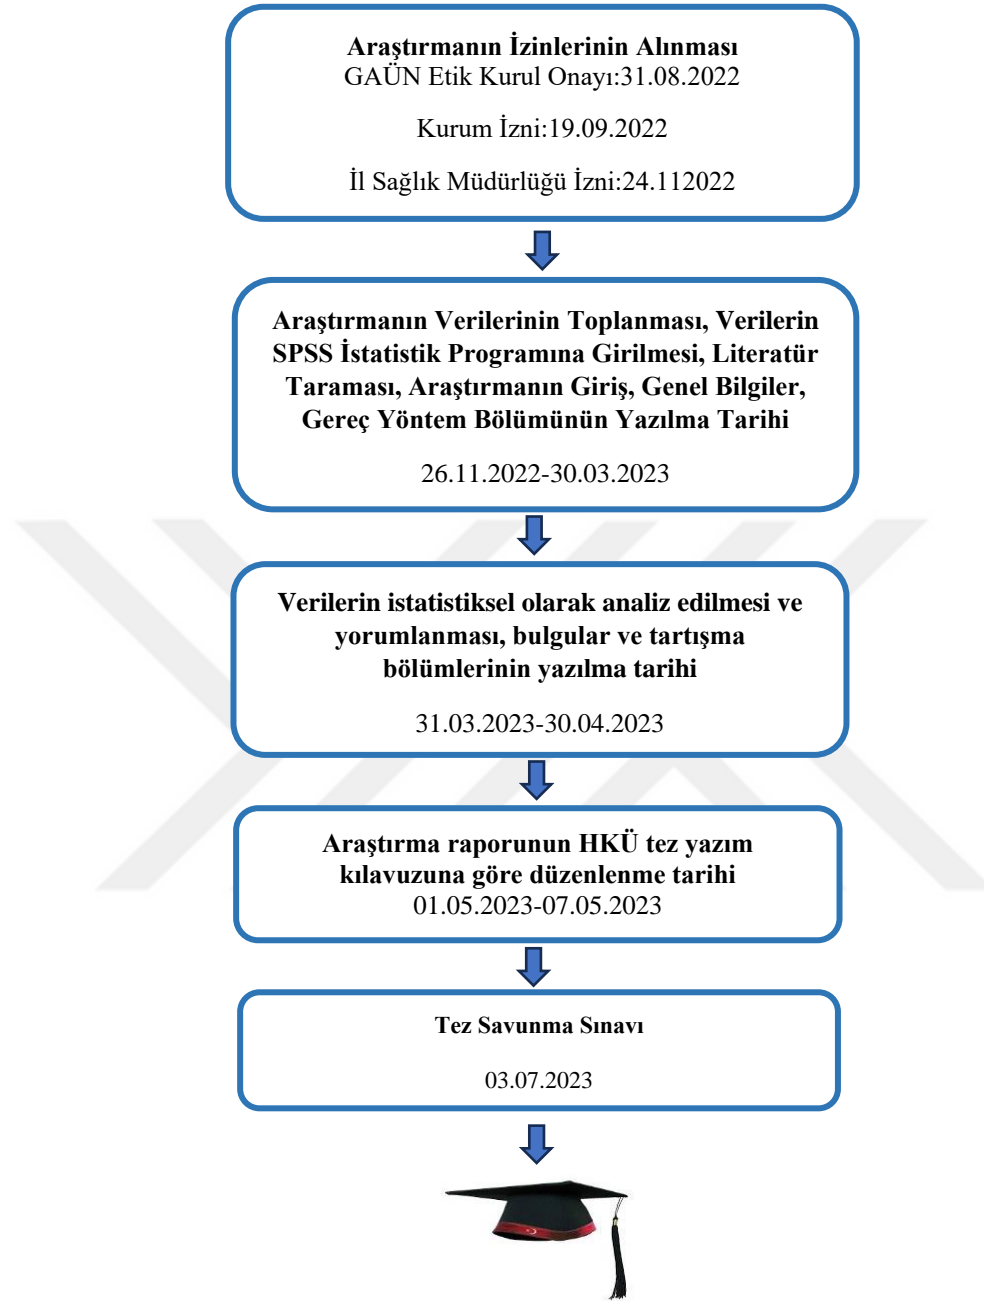 Araştırmanın İzinlerinin Alınması
GAÜN Etik Kurul Onayı:31.08.2022
Kurum İzni:19.09.2022
İl Sağlık Müdürlüğü İzni:24.112022
Araştırmanın Verilerinin Toplanması, Verilerin
SPSS İstatistik Programına Girilmesi, Literatür
Taraması, Araştırmanın Giriş, Genel Bilgiler,
Gereç Yöntem Bölümünün Yazılma Tarihi
26.11.2022-30.03.2023
Verilerin istatistiksel olarak analiz edilmesi ve
yorumlanması, bulgular ve tartışma
bölümlerinin yazılma tarihi
31.03.2023-30.04.2023
Araştırma raporunun HKÜ tez yazım
kılavuzuna göre düzenlenme tarihi
01.05.2023-07.05.2023
Tez Savunma Sınavı
03.07.2023